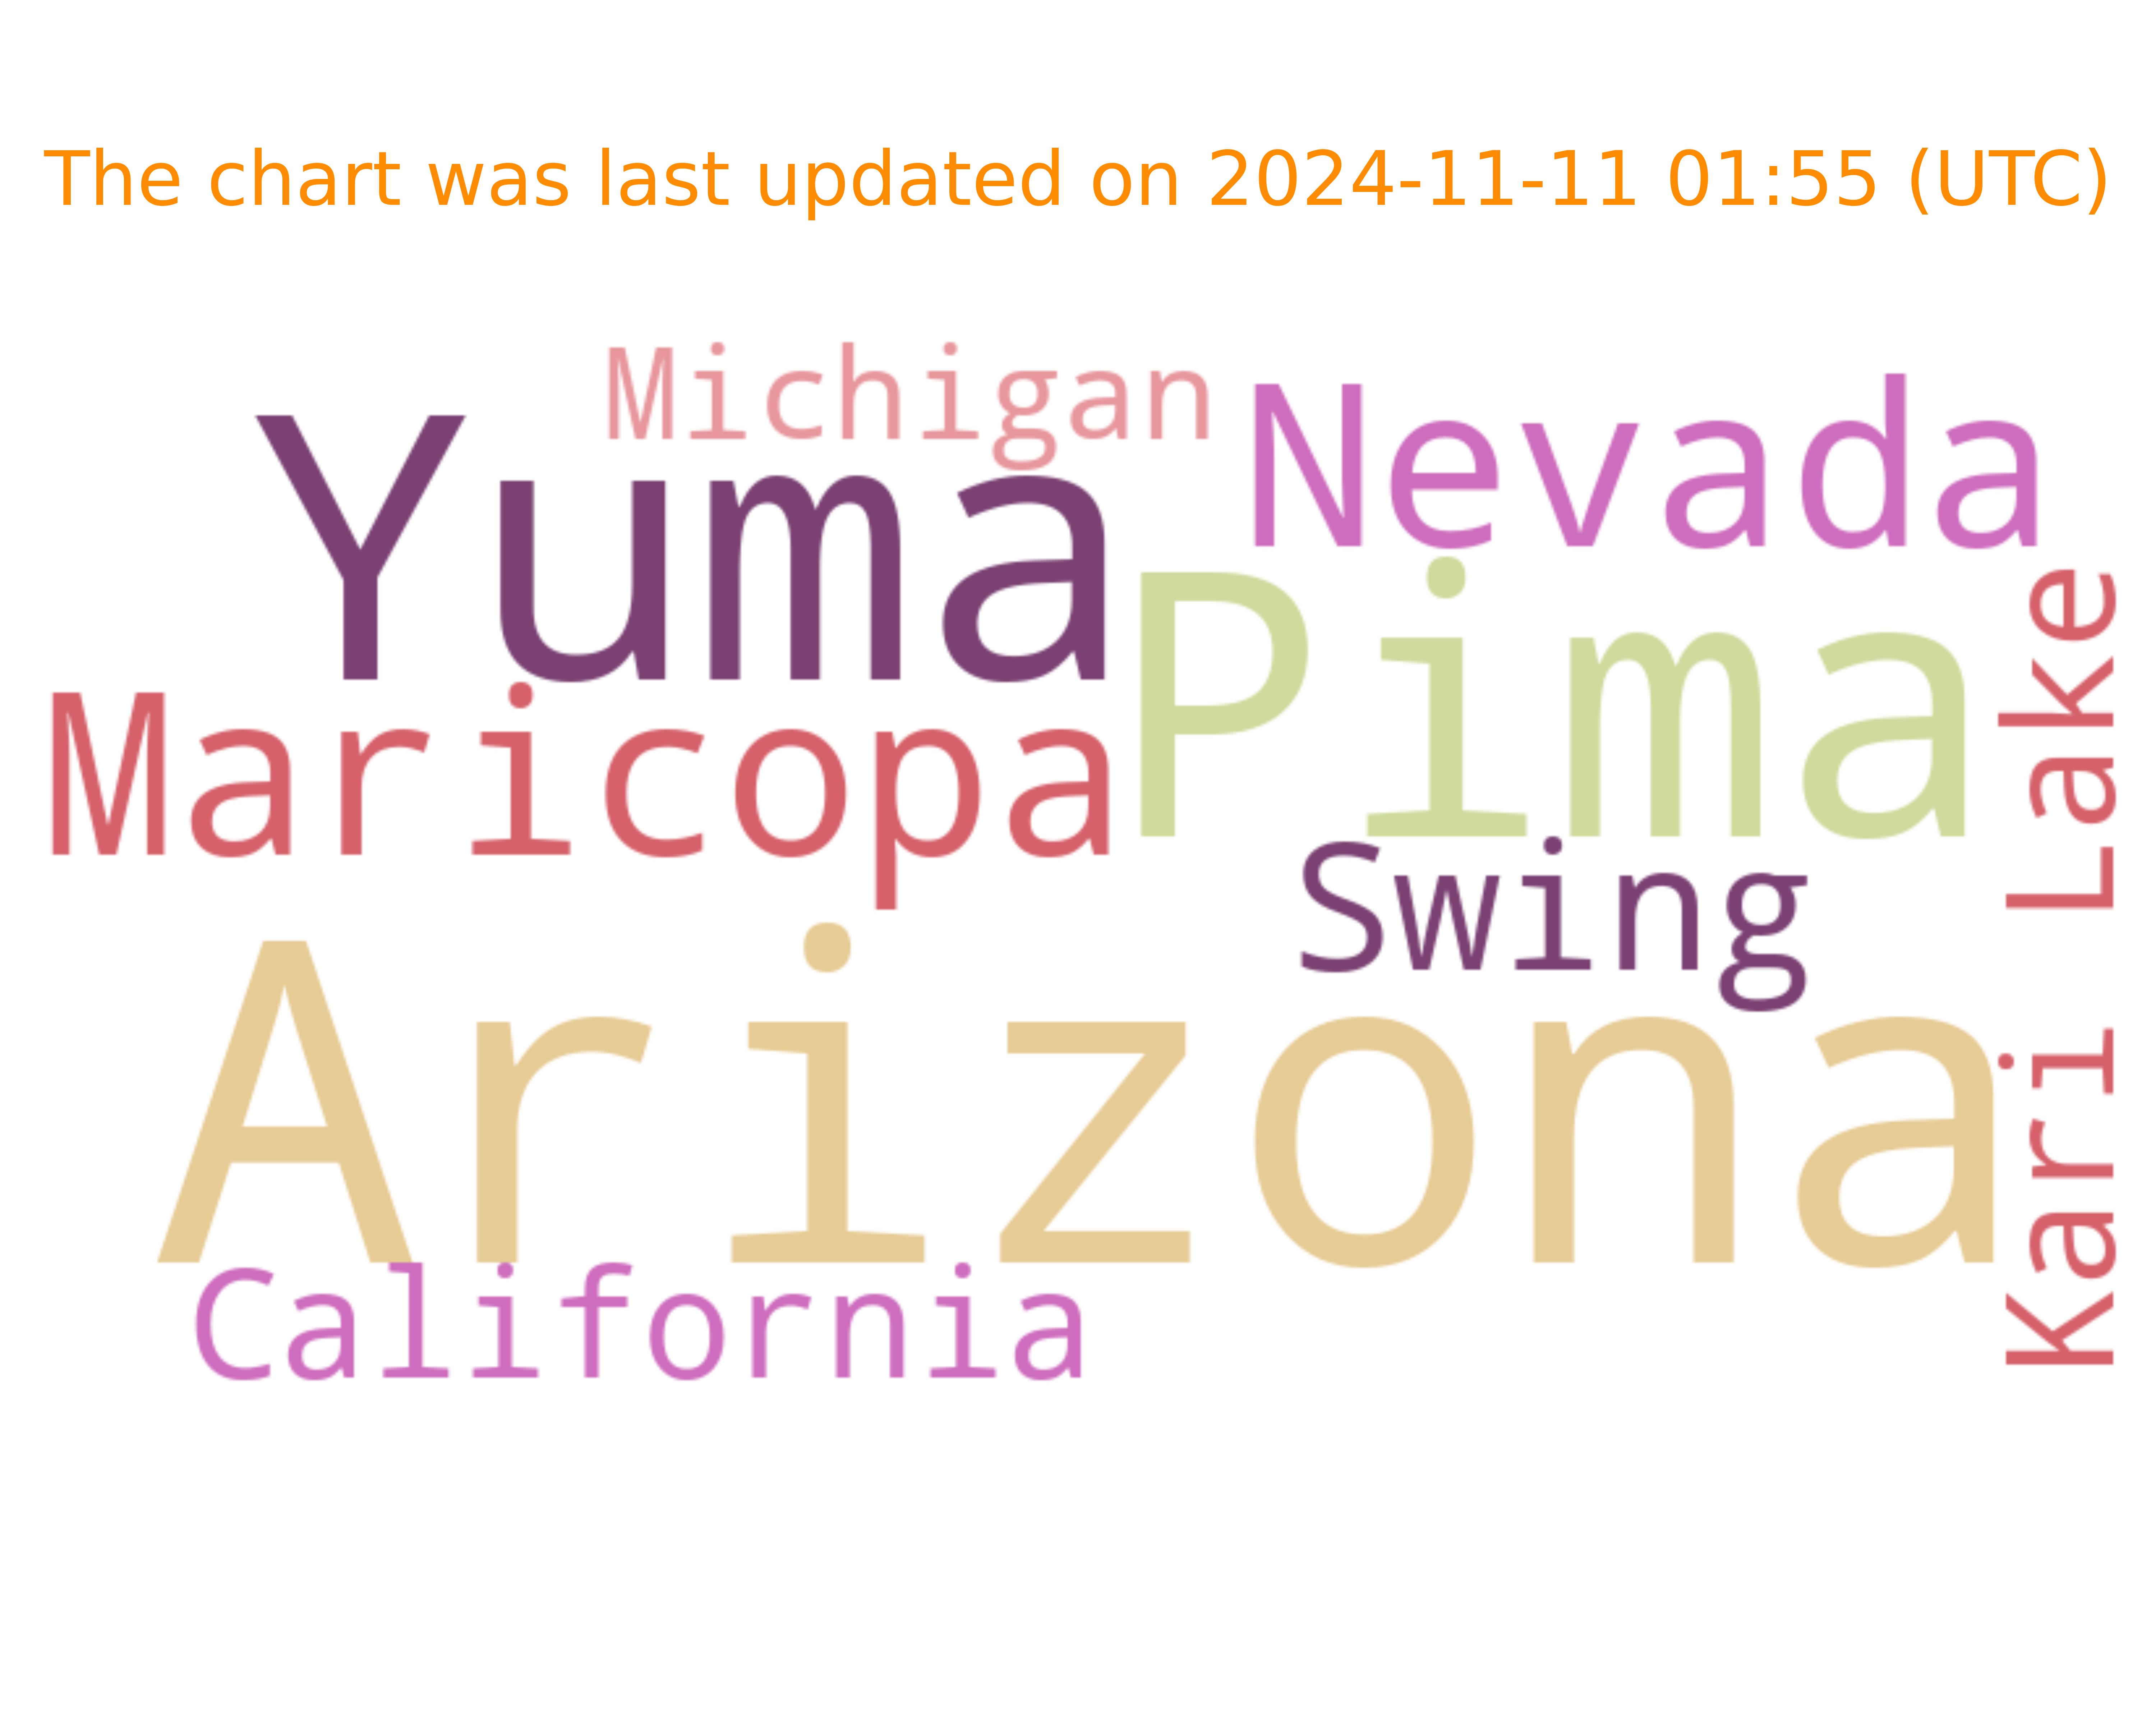 The chart was last updated on 2024-11-11 01:55 (UTC)
Michigan
Nevada
Yuma
Pima
Maricopa
Swing
Kari Lake
Arizona
California